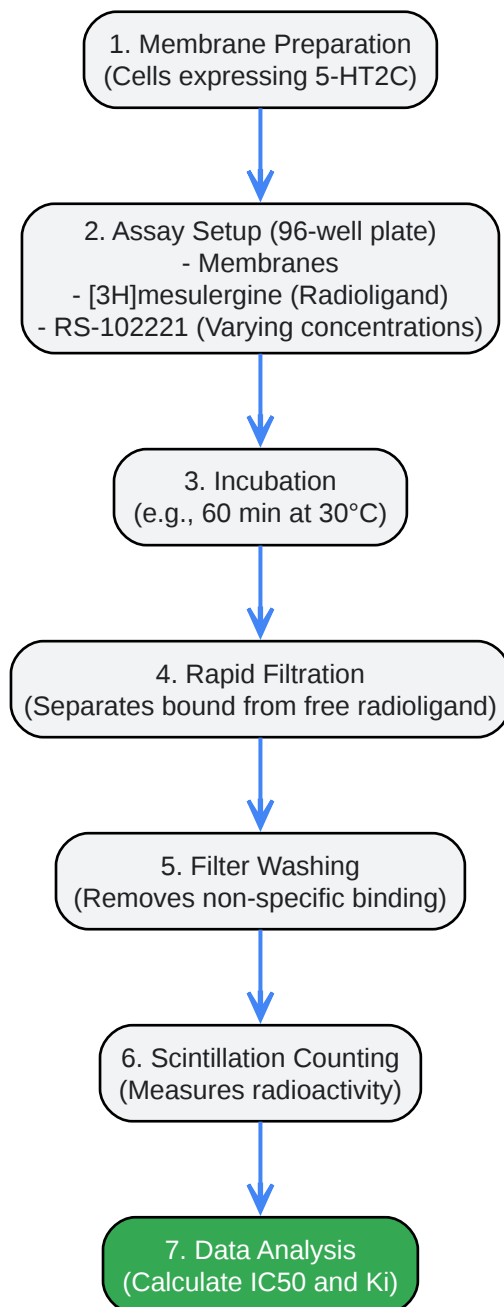 1. Membrane Preparation
(Cells expressing 5-HT2C)
2. Assay Setup (96-well plate)
- Membranes
- [3H]mesulergine (Radioligand)
- RS-102221 (Varying concentrations)
3. Incubation
(e.g., 60 min at 30°C)
4. Rapid Filtration
(Separates bound from free radioligand)
5. Filter Washing
(Removes non-specific binding)
6. Scintillation Counting
(Measures radioactivity)
7. Data Analysis
(Calculate IC50 and Ki)